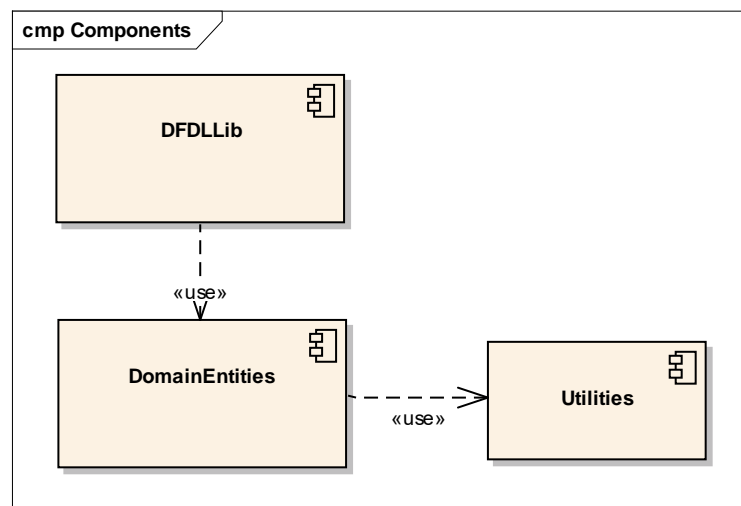 cmp Components
DFDLLib
«use»
DomainEntities
Utilities
«use»